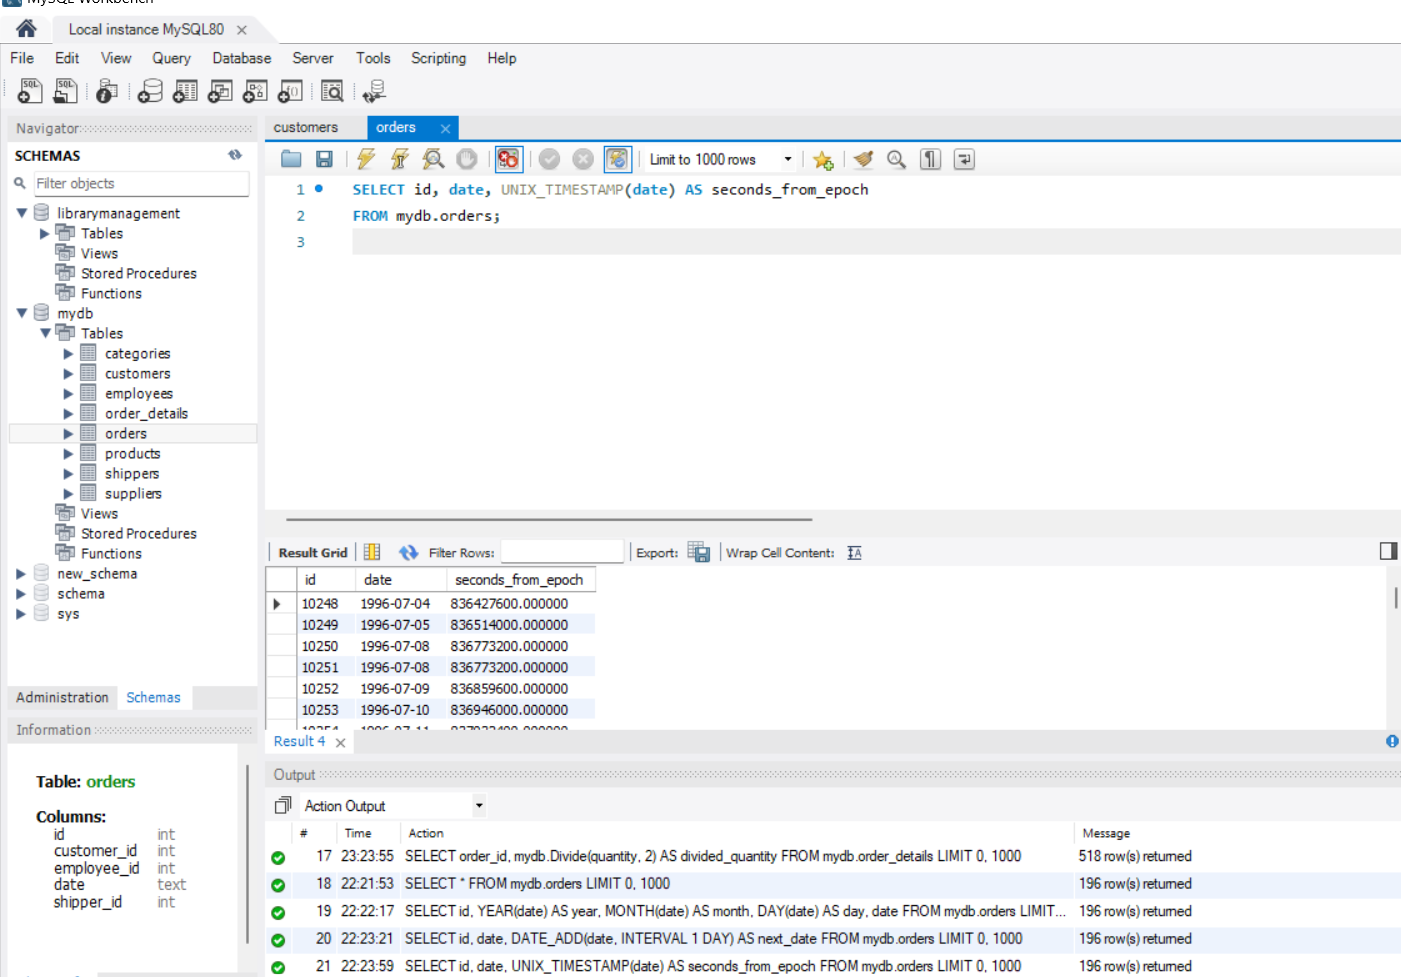 MySQL Workbench
Local instance MySQL80
File Edit View Query Database Server Tools Scripting Help
Navigator
SCHEMAS
Filter objects
librarymanagement
Tables
Views
Stored Procedures
Functions
mydb
Tables
categories
customers
employees
order_details
orders
products
shippers
suppliers
Views
Stored Procedures
Functions
new_schema
schema
sys
Administration Schemas
Information
Table: orders
Columns:
id int
customer_id int
employee_id int
date text
shipper_id int
customers orders
Limit to 1000 rows
1 SELECT id, date, UNIX_TIMESTAMP(date) AS seconds_from_epoch
2 FROM mydb.orders;
3
Result Grid Filter Rows: Export: Wrap Cell Content:
id date seconds_from_epoch
10248 1996-07-04 836427600.000000
10249 1996-07-05 836514000.000000
10250 1996-07-08 836773200.000000
10251 1996-07-08 836773200.000000
10252 1996-07-09 836859600.000000
10253 1996-07-10 836946000.000000
Result 4
Output
Action Output
# Time Action Message
17 23:23:55 SELECT order_id, mydb.Divide(quantity, 2) AS divided_quantity FROM mydb.order_details LIMIT 0, 1000 518 row(s) returned
18 22:21:53 SELECT * FROM mydb.orders LIMIT 0, 1000 196 row(s) returned
19 22:22:17 SELECT id, YEAR(date) AS year, MONTH(date) AS month, DAY(date) AS day, date FROM mydb.orders LIMIT... 196 row(s) returned
20 22:23:21 SELECT id, date, DATE_ADD(date, INTERVAL 1 DAY) AS next_date FROM mydb.orders LIMIT 0, 1000 196 row(s) returned
21 22:23:59 SELECT id, date, UNIX_TIMESTAMP(date) AS seconds_from_epoch FROM mydb.orders LIMIT 0, 1000 196 row(s) returned